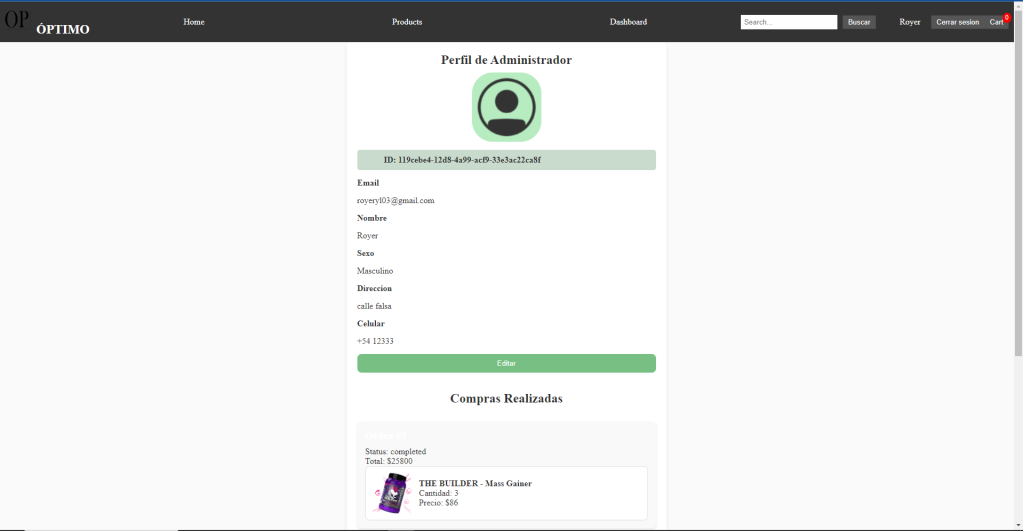 OP
ÓPTIMO
Home
Products
Dashboard
Search...
Buscar
Royer
Cerrar sesion
Cart
0
Perfil de Administrador
ID: 119cebe4-12d8-4a99-acf9-33e3ac22ca8f
Email
royeryl03@gmail.com
Nombre
Royer
Sexo
Masculino
Direccion
calle falsa
Celular
+54 12333
Editar
Compras Realizadas
Status: completed
Total: $25800
THE BUILDER - Mass Gainer
Cantidad: 3
Precio: $86